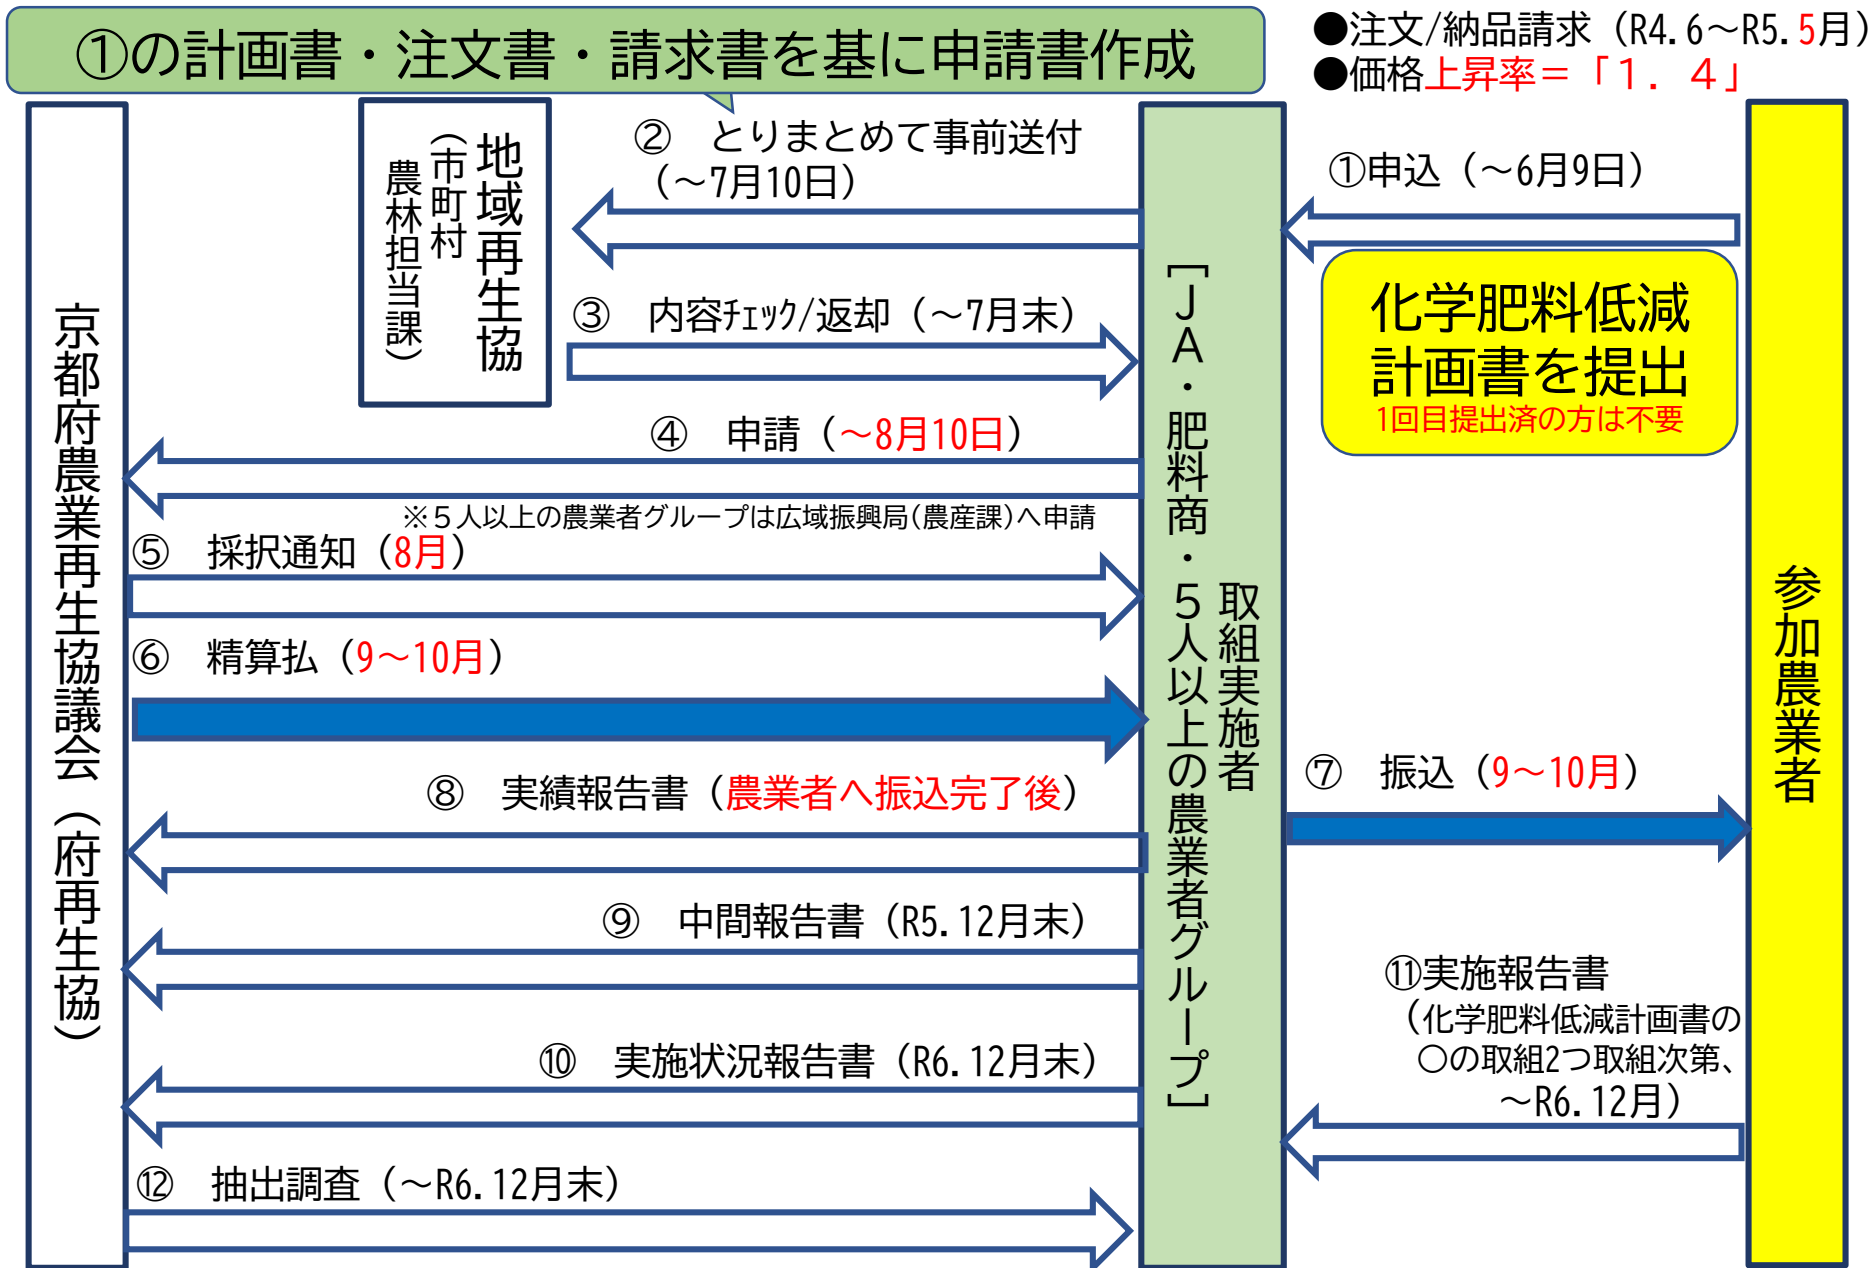 ①の計画書・注文書・請求書を基に申請書作成
●注文/納品請求（R4.6～R5.5月）
●価格上昇率＝「１．４」
地域再生協
（市町村
農林担当課）
② とりまとめて事前送付
（～7月10日）
①申込（～6月9日）
化学肥料低減
計画書を提出
1回目提出済の方は不要
③ 内容ﾁｪｯｸ/返却（～7月末）
④ 申請（～8月10日）
※５人以上の農業者グループは広域振興局(農産課)へ申請
⑤ 採択通知（8月）
⑥ 精算払（9～10月）
⑦ 振込（9～10月）
⑧ 実績報告書（農業者へ振込完了後）
⑨ 中間報告書（R5.12月末）
⑩ 実施状況報告書（R6.12月末）
⑪実施報告書
（化学肥料低減計画書の
〇の取組2つ取組次第、
～R6.12月）
⑫ 抽出調査（～R6.12月末）
京都府農業再生協議会（府再生協）
取組実施者
［ＪＡ・肥料商・５人以上の農業者グループ］
参加農業者